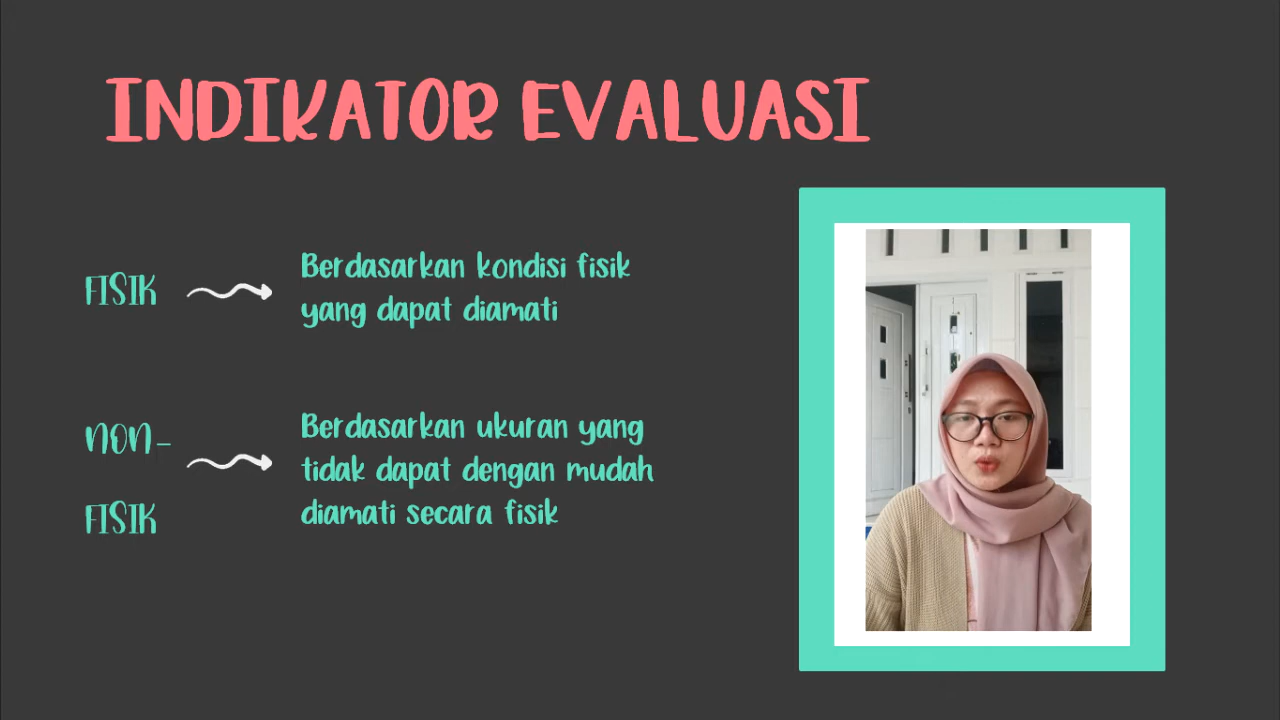 INDIKATOR EVALUASI
FISIK
Berdasarkan kondisi fisik
yang dapat diamati
NON-
FISIK
Berdasarkan ukuran yang
tidak dapat dengan mudah
diamati secara fisik